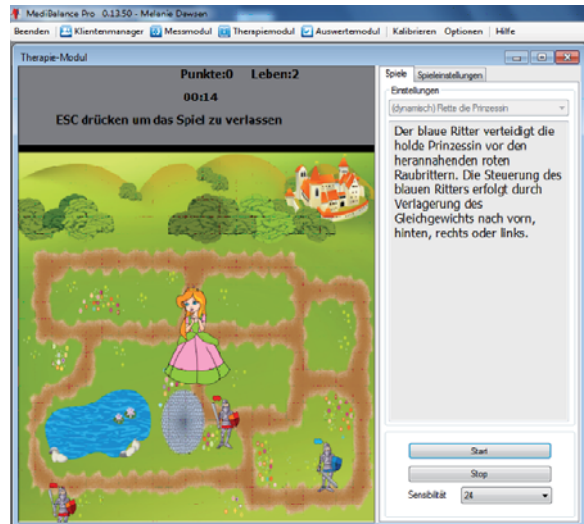 MediBalance Pro 0.13.50 - Melanie Dawsen
Beenden Klientenmanager Messmodul Therapiemodul Auswertemodul Kalibrieren Optionen Hilfe
Therapie-Modul
Punkte:0 Leben:2
00:14
ESC drücken um das Spiel zu verlassen
Spiele Spieleinstellungen
Einstellungen
(dynamisch) Rette die Prinzessin
Der blaue Ritter verteidigt die
holde Prinzessin vor den
herannahenden roten
Raubrittern. Die Steuerung des
blauen Ritters erfolgt durch
Verlagerung des
Gleichgewichts nach vorn,
hinten, rechts oder links.
Start
Stop
Sensibilität 24